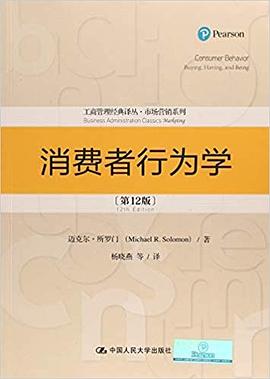 Pearson
Consumer Behavior
Buying, Having, and Being
工商管理经典译丛·市场营销系列
Business Administration Classics Marketing
消费者行为学
〔第12版〕
12th Edition
迈克尔·所罗门 (Michael R. Solomon) 著
杨晓燕 等/译
中国人民大学出版社